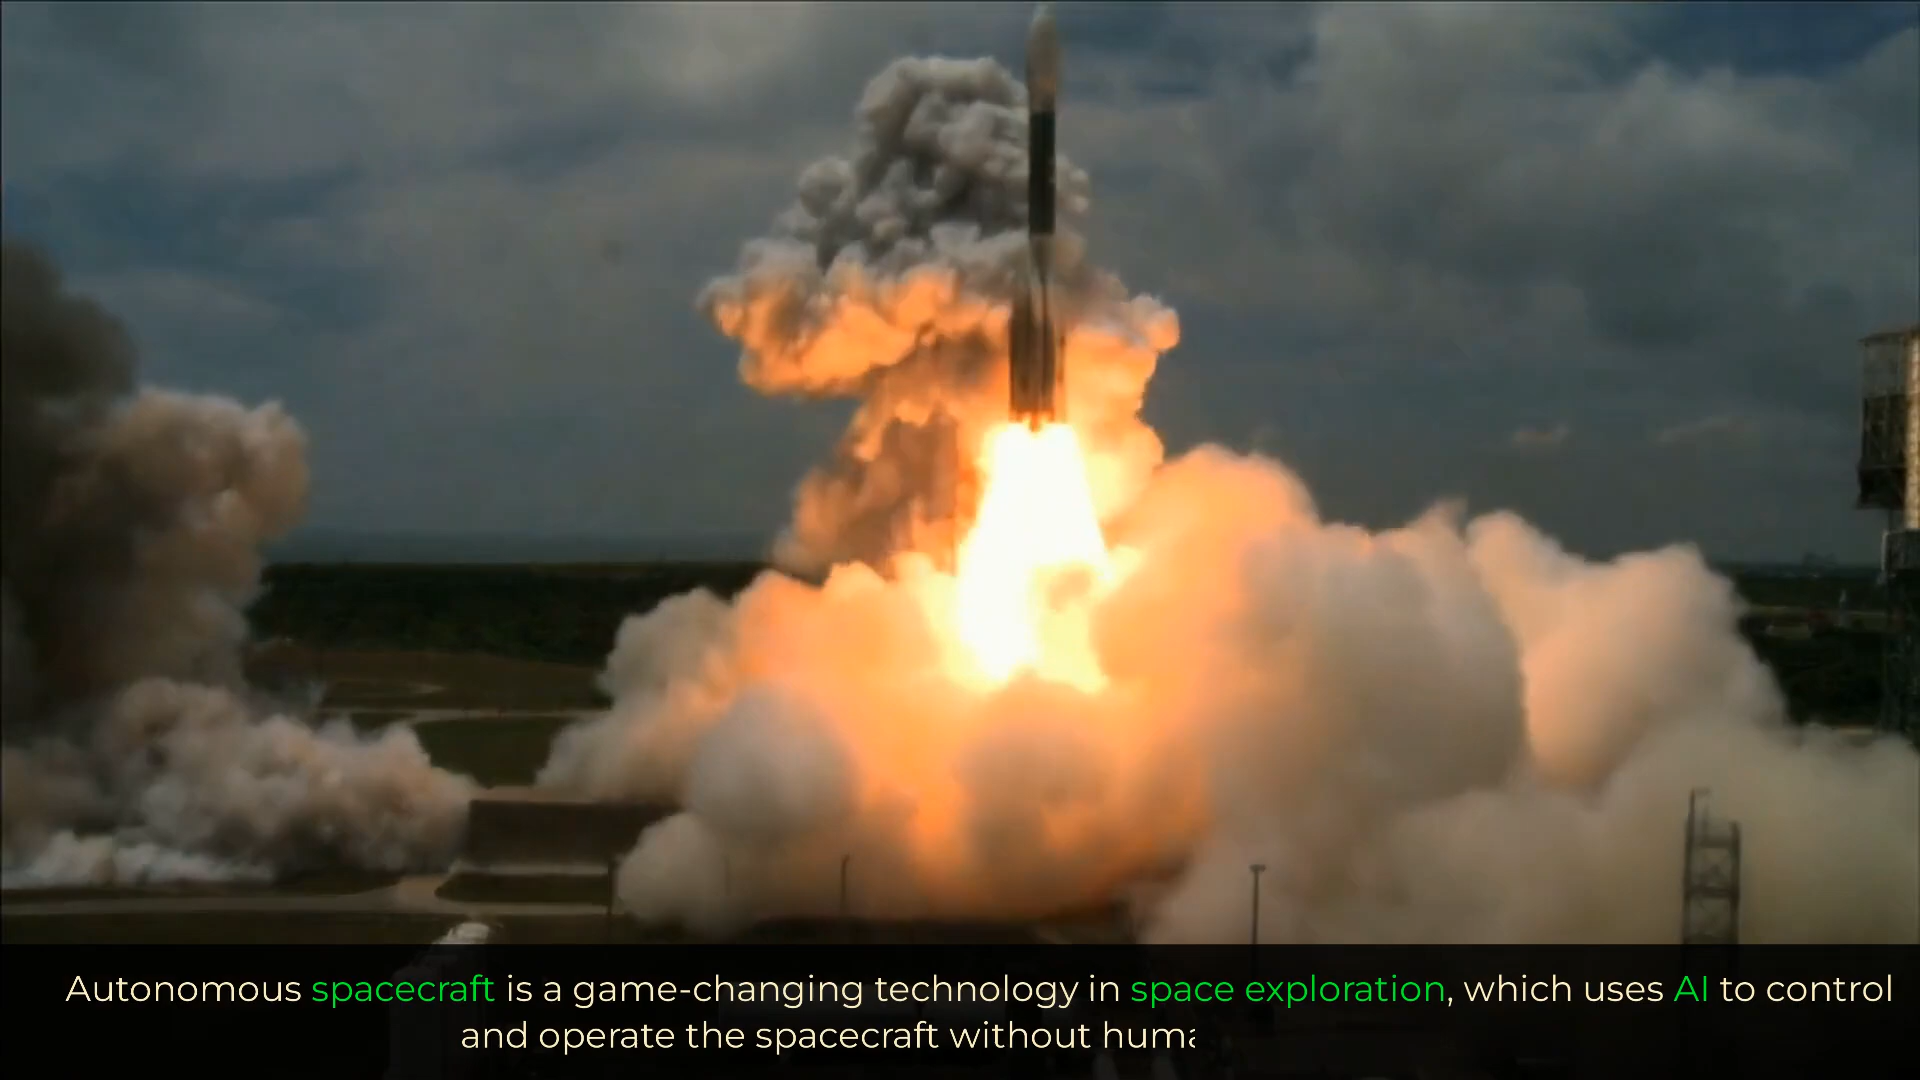 Autonomous spacecraft is a game-changing technology in space exploration, which uses AI to control
and operate the spacecraft without hum